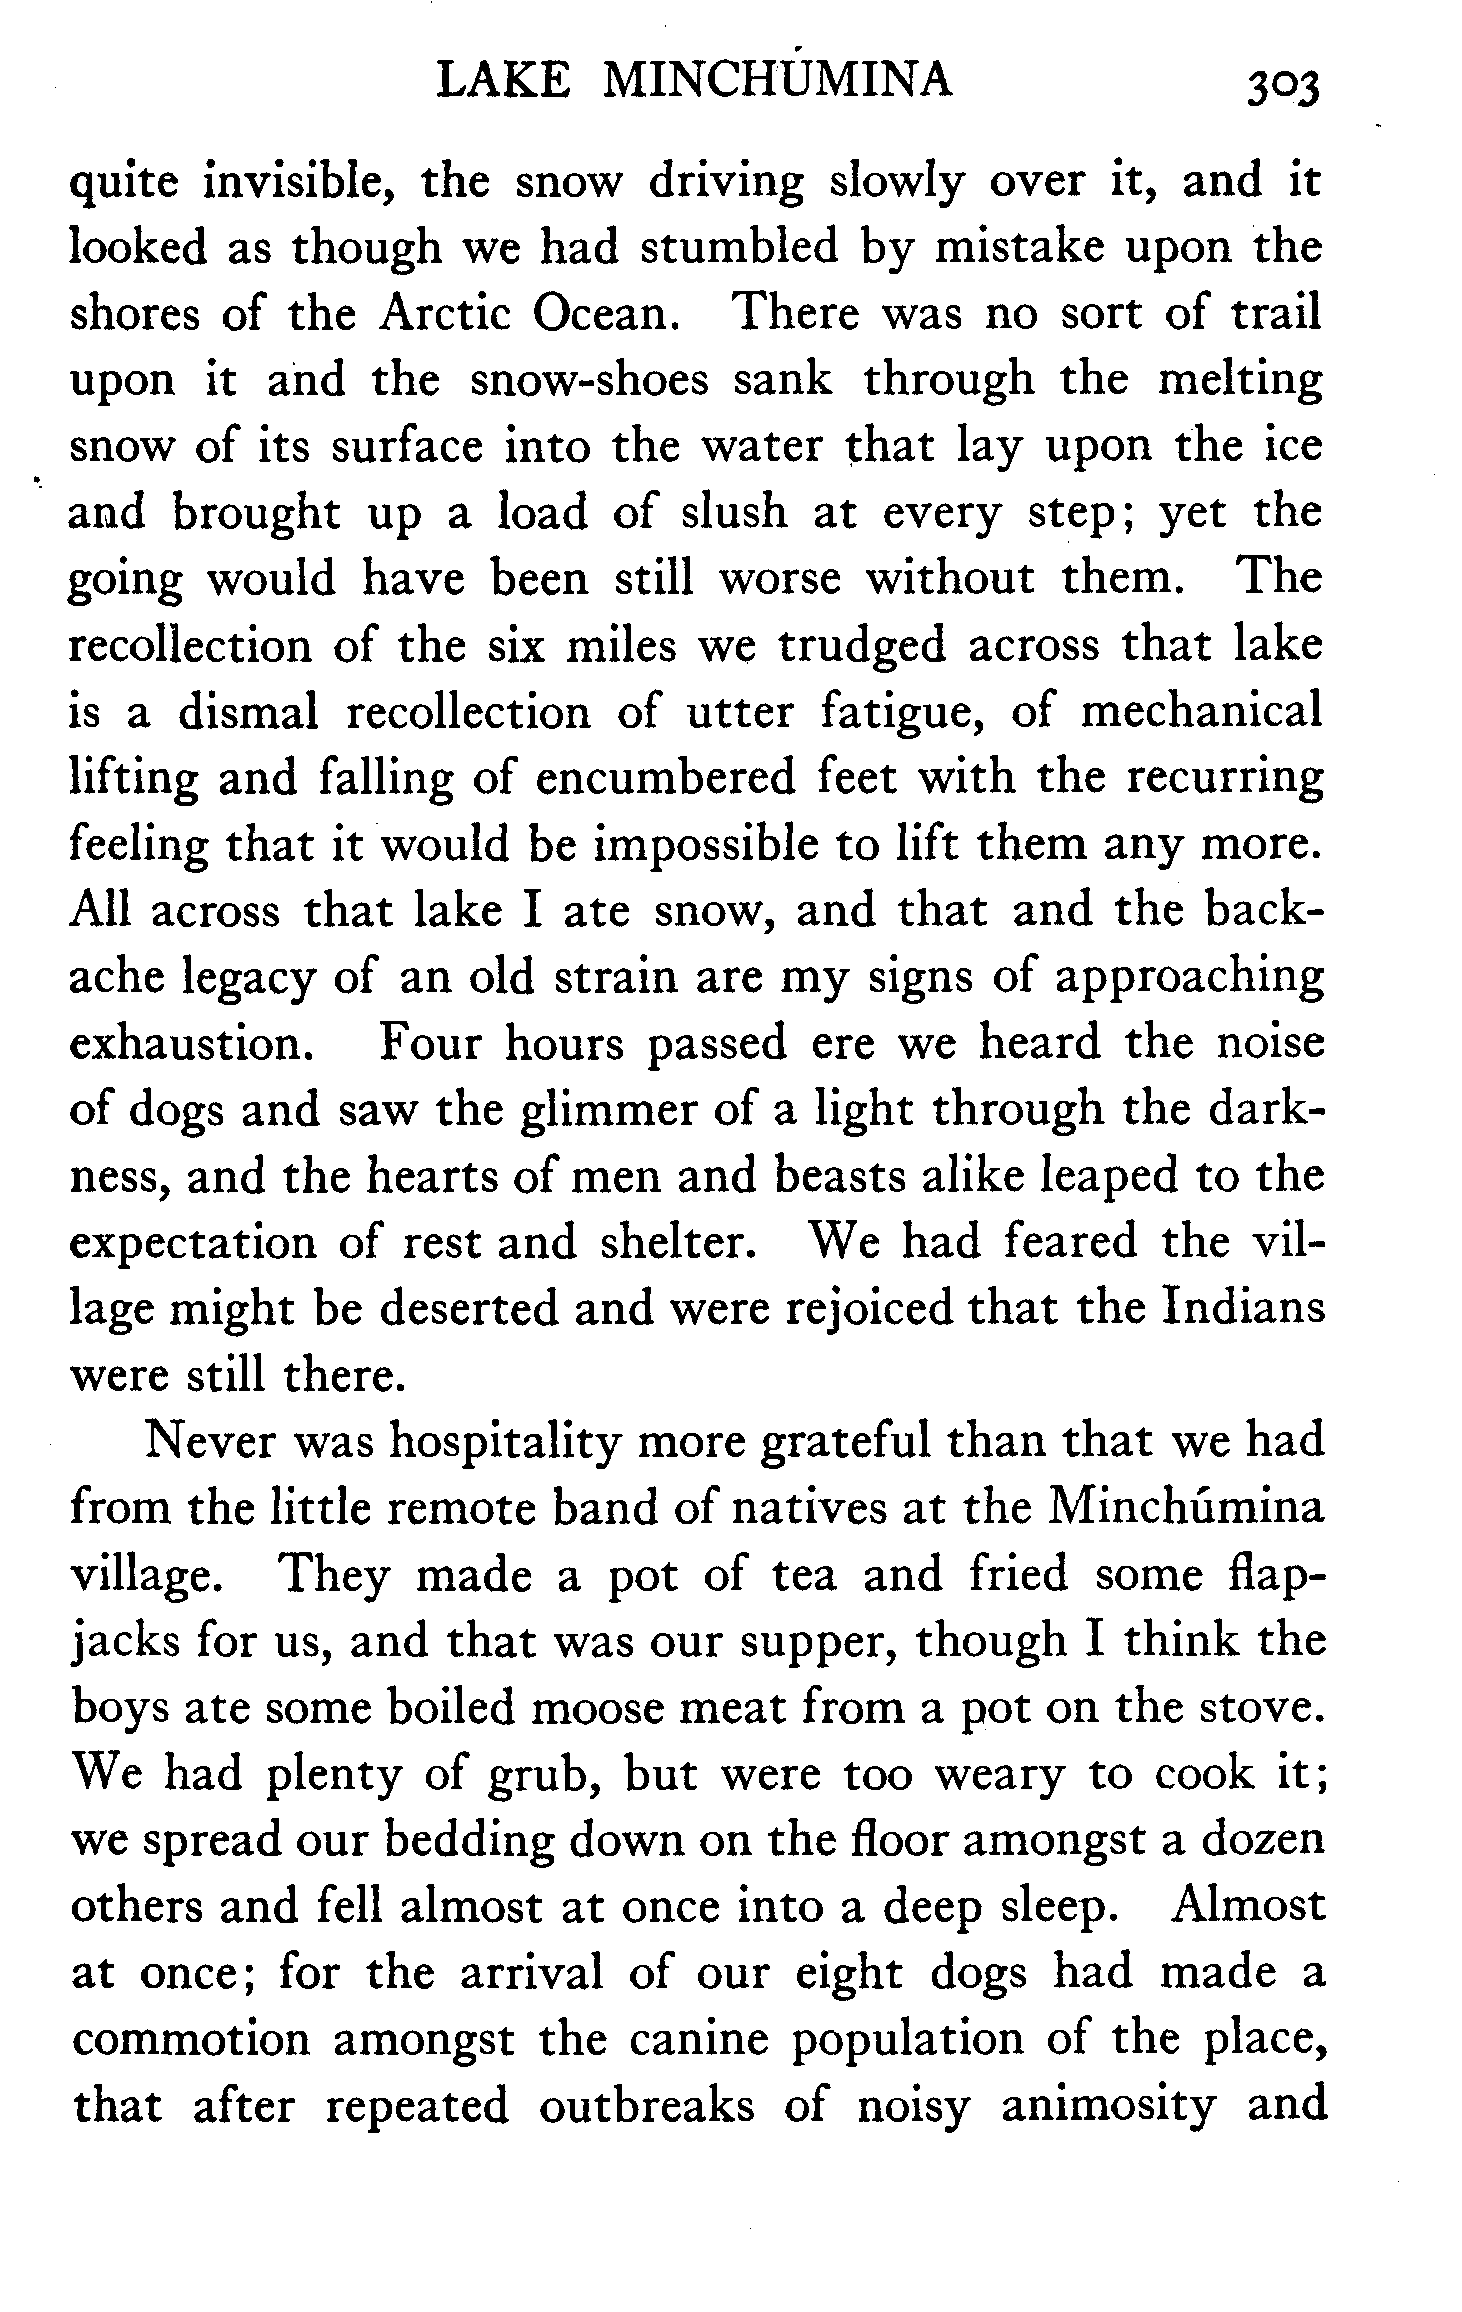 LAKE MINCHÚMINA 303
quite invisible, the snow driving slowly over it, and it
looked as though we had stumbled by mistake upon the
shores of the Arctic Ocean. There was no sort of trail
upon it and the snow-shoes sank through the melting
snow of its surface into the water that lay upon the ice
and brought up a load of slush at every step; yet the
going would have been still worse without them. The
recollection of the six miles we trudged across that lake
is a dismal recollection of utter fatigue, of mechanical
lifting and falling of encumbered feet with the recurring
feeling that it would be impossible to lift them any more.
All across that lake I ate snow, and that and the back-
ache legacy of an old strain are my signs of approaching
exhaustion. Four hours passed ere we heard the noise
of dogs and saw the glimmer of a light through the dark-
ness, and the hearts of men and beasts alike leaped to the
expectation of rest and shelter. We had feared the vil-
lage might be deserted and were rejoiced that the Indians
were still there.
Never was hospitality more grateful than that we had
from the little remote band of natives at the Minchúmina
village. They made a pot of tea and fried some flap-
jacks for us, and that was our supper, though I think the
boys ate some boiled moose meat from a pot on the stove.
We had plenty of grub, but were too weary to cook it;
we spread our bedding down on the floor amongst a dozen
others and fell almost at once into a deep sleep. Almost
at once; for the arrival of our eight dogs had made a
commotion amongst the canine population of the place,
that after repeated outbreaks of noisy animosity and